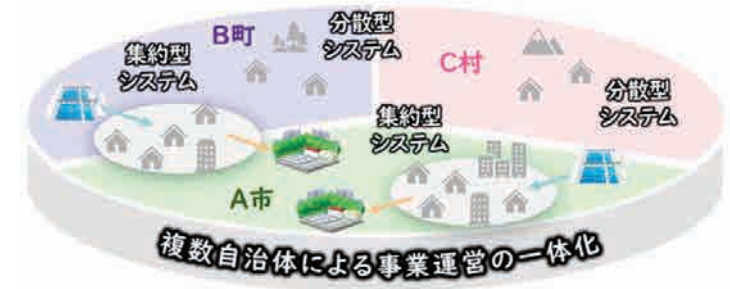 B町
集約型
システム
分散型
システム
C村
分散型
システム
集約型
システム
A市
複数自治体による事業運営の一体化